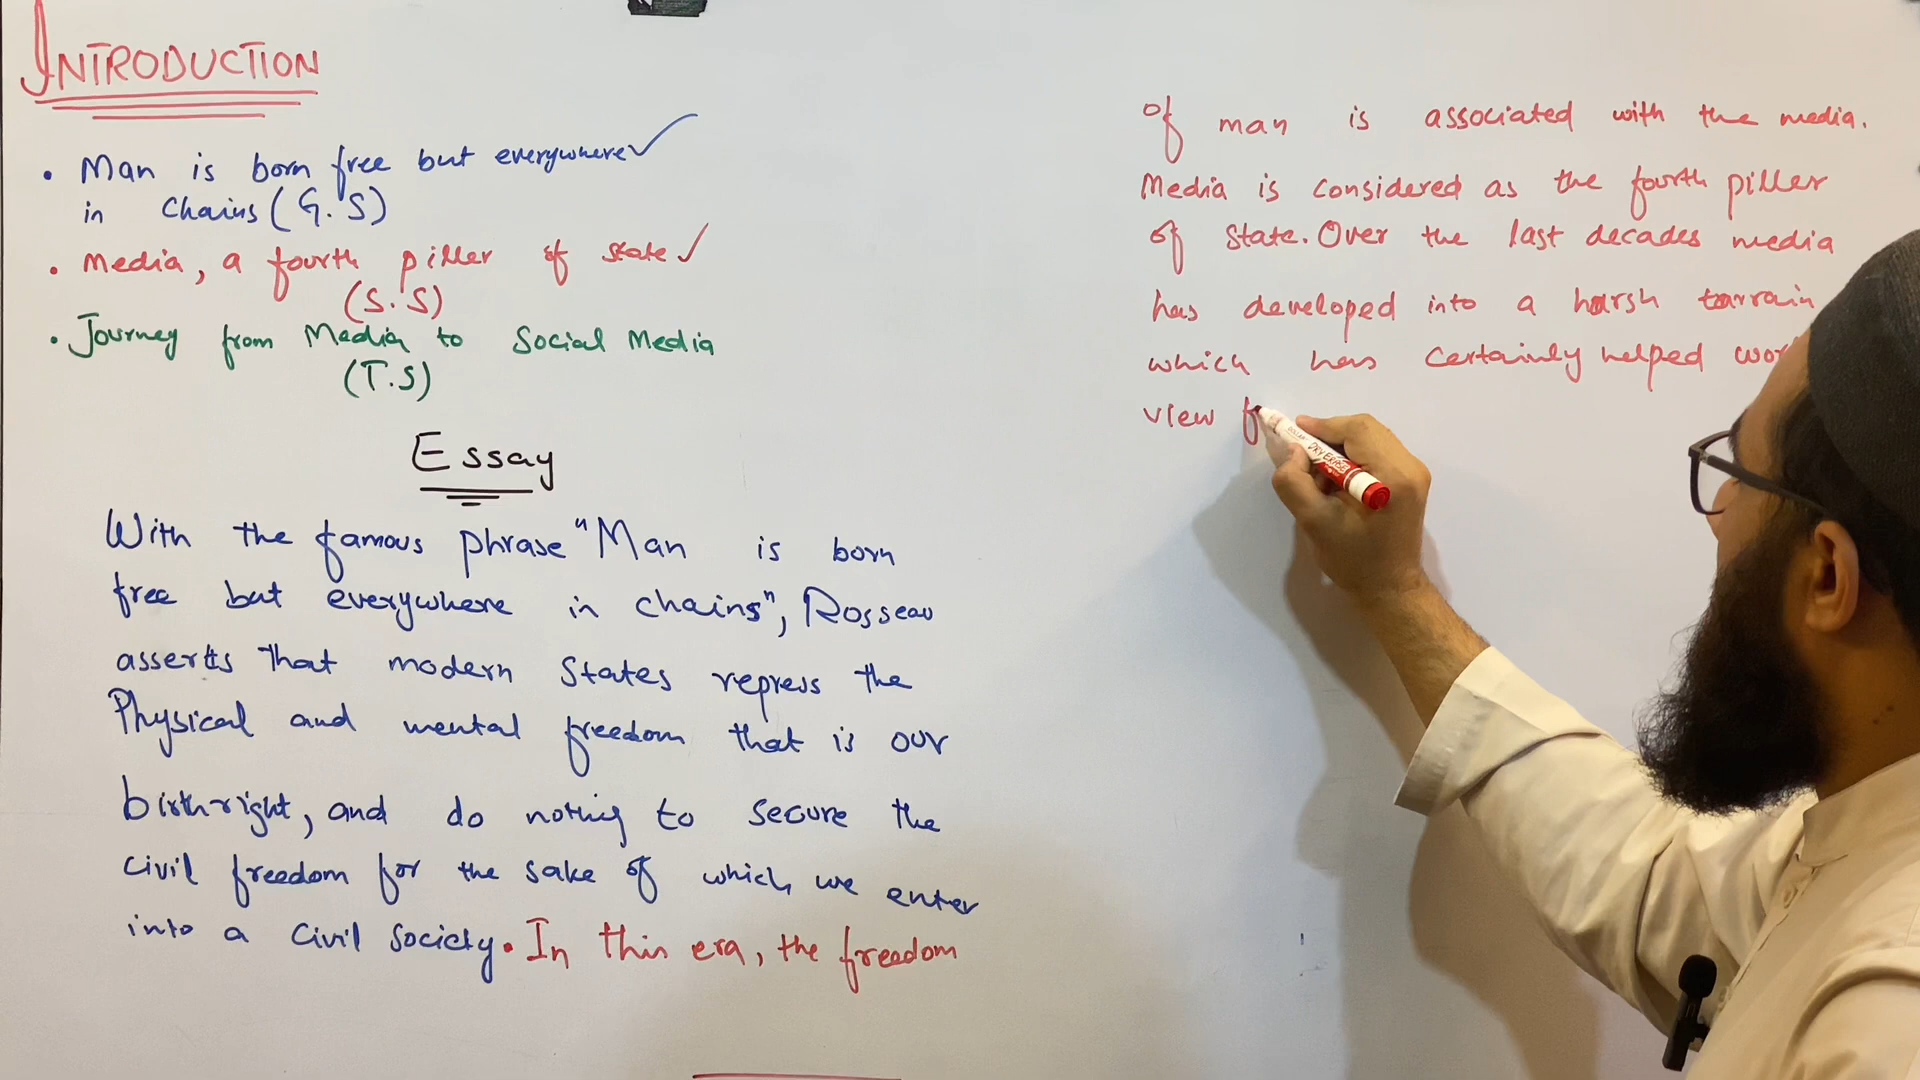 INTRODUCTION
• Man is born free but everywhere ✓
in Chains (G.S)
• Media, a fourth piller of state ✓
(S.S)
• Journey from Media to Social Media
(T.S)
Essay
With the famous phrase "Man is born
free but everywhere in chains", Rosseau
asserts that modern States repress the
Physical and mental freedom that is our
birthright, and do nothing to secure the
civil freedom for the sake of which we enter
into a civil society. In this era, the freedom
of man is associated with the media.
Media is considered as the fourth piller
of state. Over the last decades media
has developed into a harsh tarrain
which has certainly helped
view
DRY ERASE